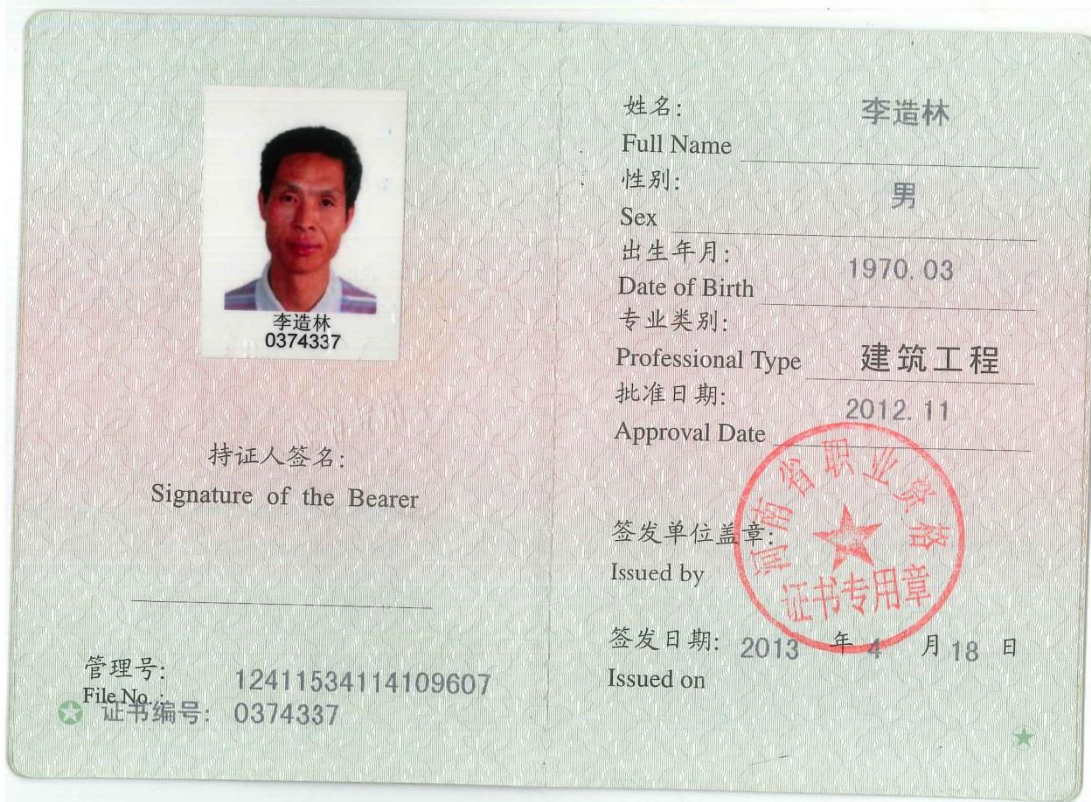 李造林
0374337
持证人签名:
Signature of the Bearer
管理号:
File No.:
12411534114109607
证书编号: 0374337
姓名:
李造林
Full Name
性别:
男
Sex
出生年月:
1970.03
Date of Birth
专业类别:
Professional Type 建筑工程
批准日期:
2012.11
Approval Date
签发单位盖章:
Issued by
河南省职业资格
证书专用章
签发日期: 2013 年 4 月 18 日
Issued on